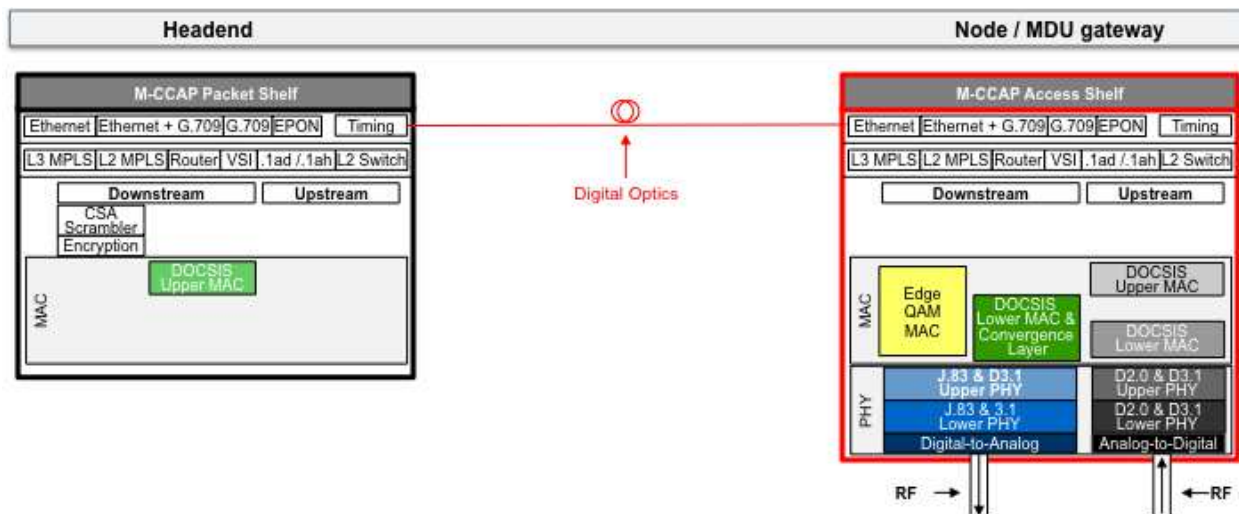 Headend
Node / MDU gateway
M-CCAP Packet Shelf
Ethernet Ethernet + G.709 G.709 EPON Timing
L3 MPLS L2 MPLS Router VSI .1ad /.1ah L2 Switch
Downstream Upstream
CSA
Scrambler
Encryption
DOCSIS
Upper MAC
MAC
Digital Optics
M-CCAP Access Shelf
Ethernet Ethernet + G.709 G.709 EPON Timing
L3 MPLS L2 MPLS Router VSI .1ad /.1ah L2 Switch
Downstream Upstream
MAC
Edge
QAM
MAC
DOCSIS
Lower MAC &
Convergence
Layer
DOCSIS
Upper MAC
DOCSIS
Lower MAC
PHY
J.83 & D3.1
Upper PHY
J.83 & 3.1
Lower PHY
Digital-to-Analog
D2.0 & D3.1
Upper PHY
D2.0 & D3.1
Lower PHY
Analog-to-Digital
RF
RF